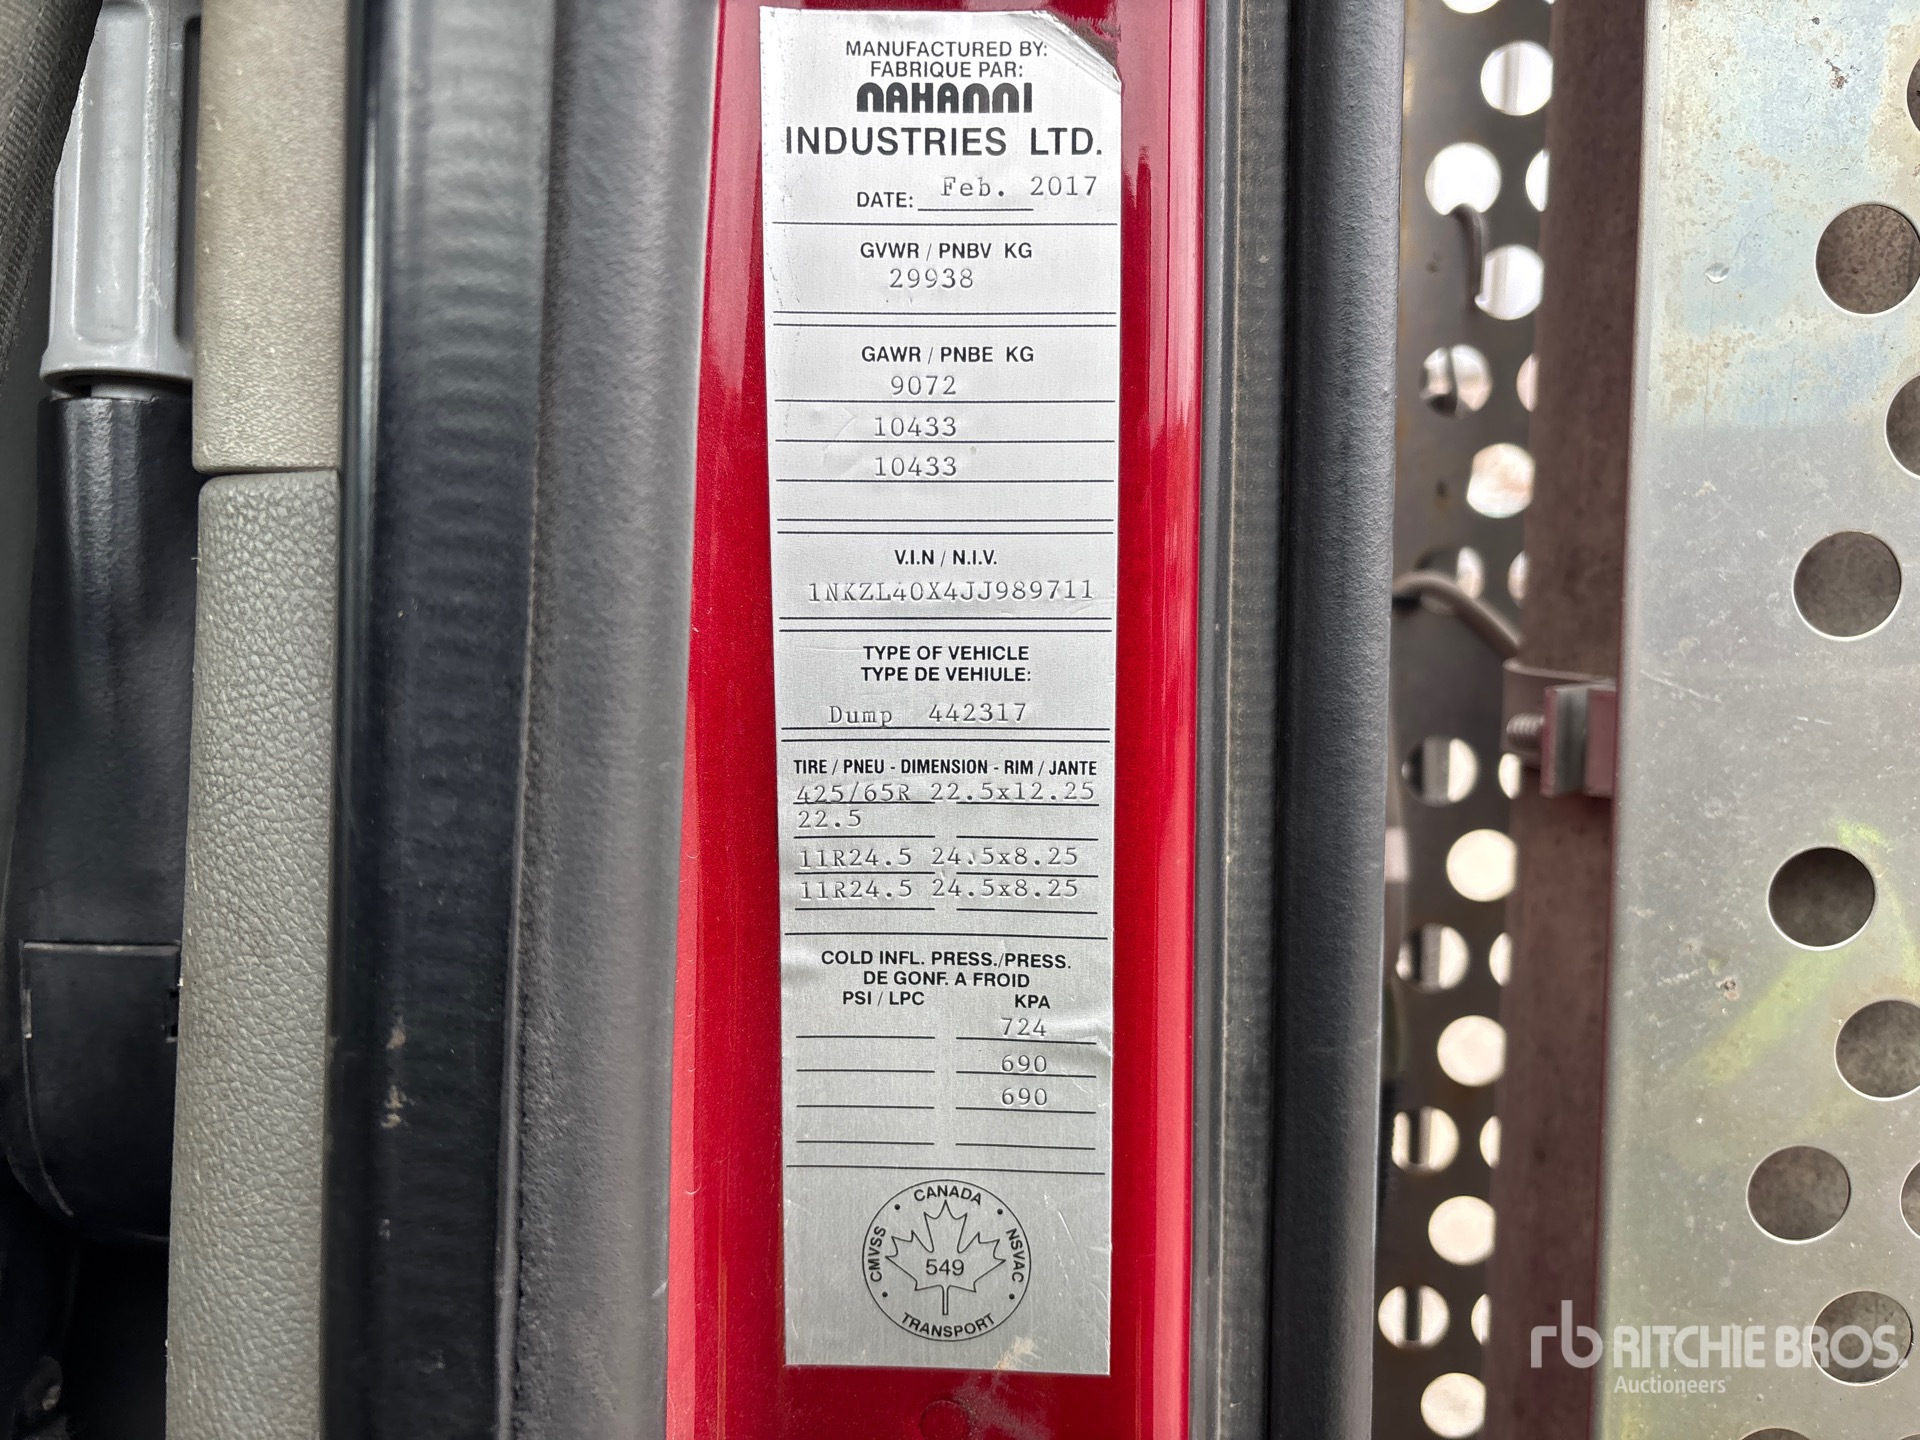 MANUFACTURED BY:
FABRIQUE PAR:
NAHANNI
INDUSTRIES LTD.
DATE: Feb. 2017
GVWR / PNBV KG
29938
GAWR / PNBE KG
9072
10433
10433
V.I.N / N.I.V.
1NKZL40X4JJ989711
TYPE OF VEHICLE
TYPE DE VEHIULE:
Dump 442317
TIRE / PNEU - DIMENSION - RIM / JANTE
425/65R 22.5x12.25
22.5
11R24.5 24.5x8.25
11R24.5 24.5x8.25
COLD INFL. PRESS./PRESS.
DE GONF. A FROID
PSI / LPC KPA
724
690
690
CANADA
CMVSS NSVAC
549
TRANSPORT
rb RITCHIE BROS.
Auctioneers